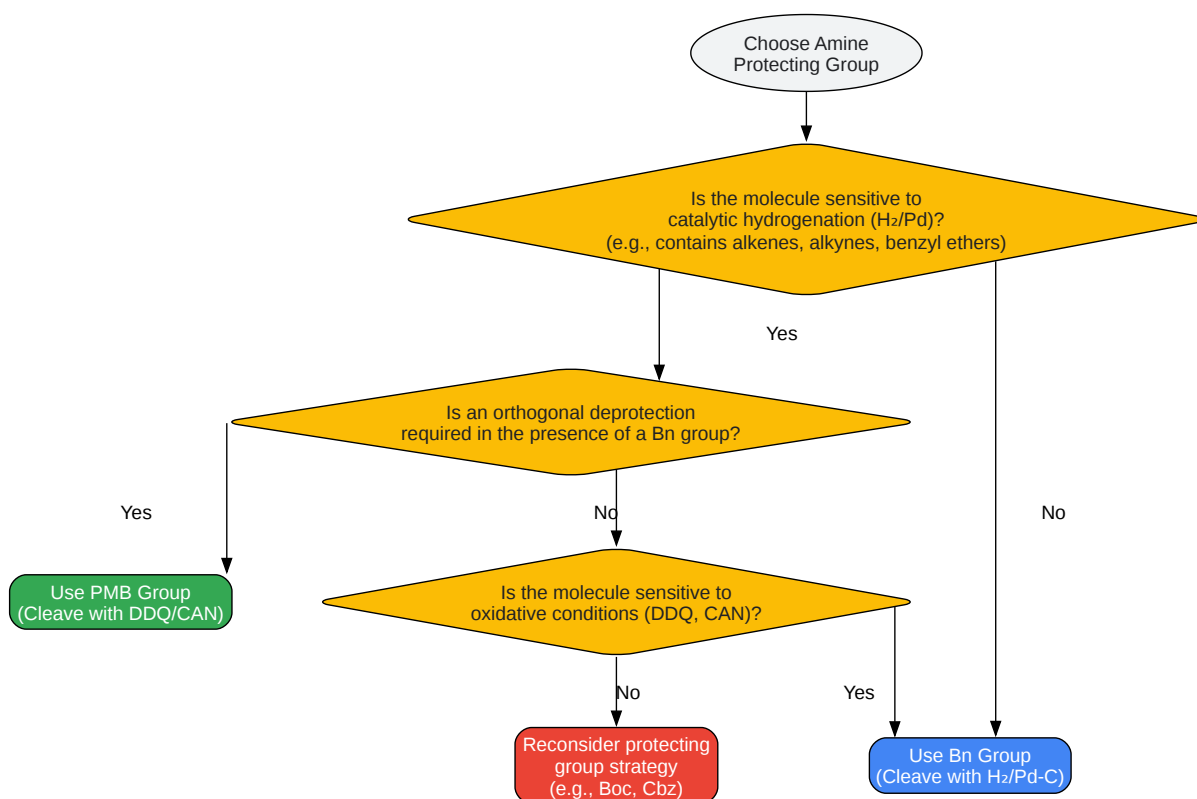 Choose Amine
Protecting Group
Is the molecule sensitive to
catalytic hydrogenation (H₂/Pd)?
(e.g., contains alkenes, alkynes, benzyl ethers)
Yes
Is an orthogonal deprotection
required in the presence of a Bn group?
Yes
No
No
Use PMB Group
(Cleave with DDQ/CAN)
Is the molecule sensitive to
oxidative conditions (DDQ, CAN)?
No
Yes
Reconsider protecting
group strategy
(e.g., Boc, Cbz)
Use Bn Group
(Cleave with H₂/Pd-C)